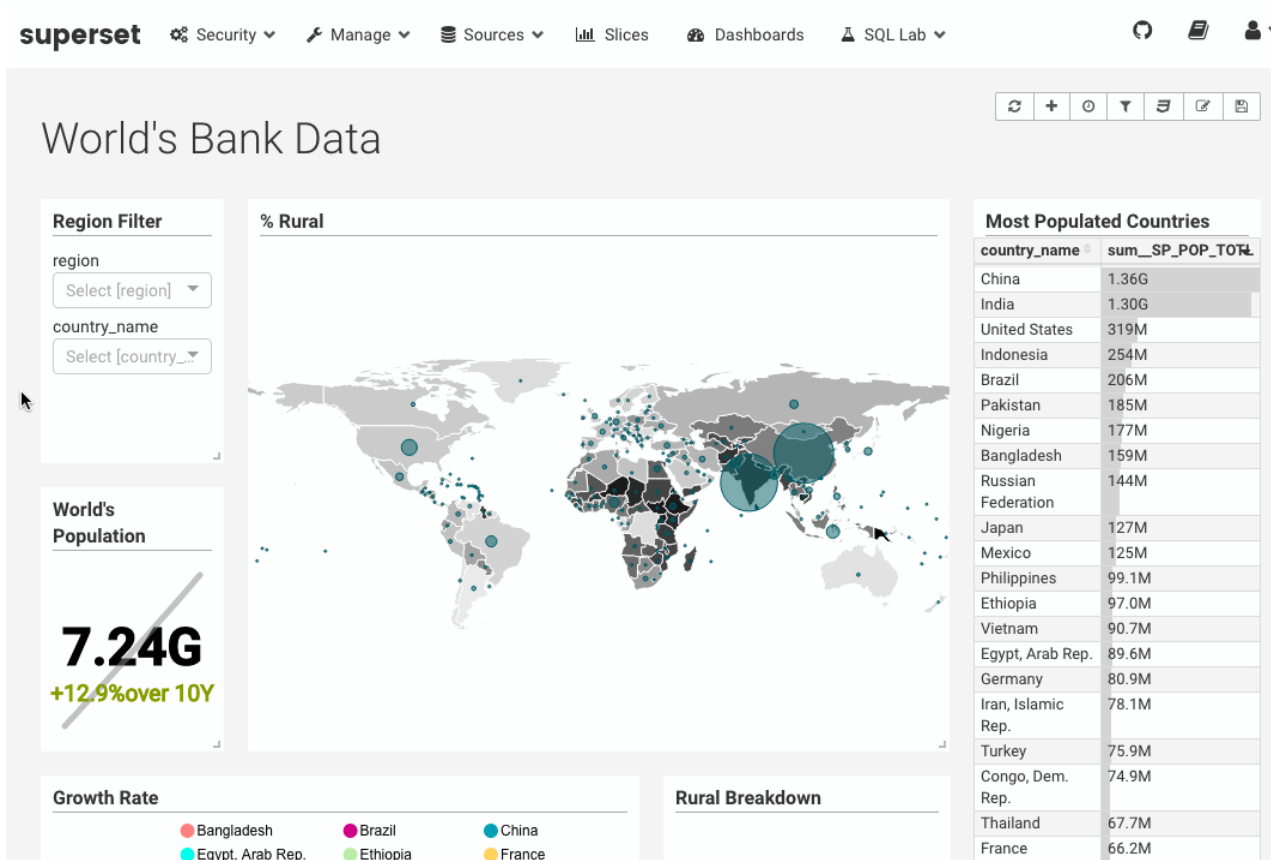 superset Security Manage Sources Slices Dashboards SQL Lab
World's Bank Data
Region Filter
region
Select [region]
country_name
Select [country_...
World's
Population
7.24G
+12.9%over 10Y
% Rural
Most Populated Countries
country_name sum__SP_POP_TOTL
China 1.36G
India 1.30G
United States 319M
Indonesia 254M
Brazil 206M
Pakistan 185M
Nigeria 177M
Bangladesh 159M
Russian 144M
Federation
Japan 127M
Mexico 125M
Philippines 99.1M
Ethiopia 97.0M
Vietnam 90.7M
Egypt, Arab Rep. 89.6M
Germany 80.9M
Iran, Islamic 78.1M
Rep.
Turkey 75.9M
Congo, Dem. 74.9M
Rep.
Thailand 67.7M
France 66.2M
Growth Rate
Bangladesh Brazil China
Egypt, Arab Rep. Ethiopia France
Rural Breakdown